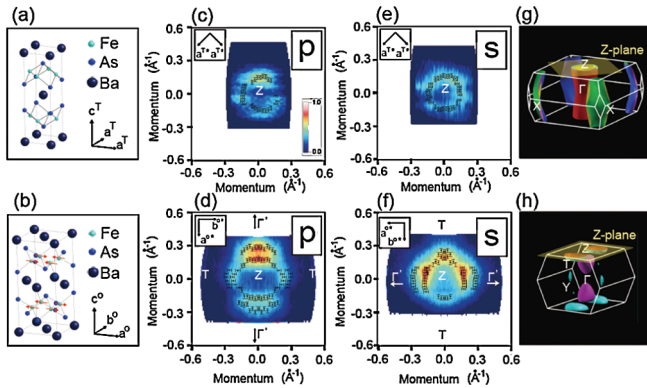 (a)
Fe
As
Ba
c^T
a^T
a^T
(c)
p
a^T* a^T*
Z
1.0
0.0
Momentum (Å⁻¹)
0.6
0.3
0.0
-0.3
-0.6
-0.6 -0.3 0.0 0.3 0.6
Momentum (Å⁻¹)
(e)
s
a^T* a^T*
Z
Momentum (Å⁻¹)
0.6
0.3
0.0
-0.3
-0.6
-0.6 -0.3 0.0 0.3 0.6
Momentum (Å⁻¹)
(g)
Z-plane
Z
Γ
X
X
(b)
Fe
As
Ba
c^o
b^o
a^o
(d)
p
b^o*
a^o*
Γ'
T
Z
T
Γ'
Momentum (Å⁻¹)
0.6
0.3
0.0
-0.3
-0.6
-0.6 -0.3 0.0 0.3 0.6
Momentum (Å⁻¹)
(f)
s
a^o*
b^o*
T
Γ'
Z
Γ'
T
Momentum (Å⁻¹)
0.6
0.3
0.0
-0.3
-0.6
-0.6 -0.3 0.0 0.3 0.6
Momentum (Å⁻¹)
(h)
Z-plane
Z
T
Y